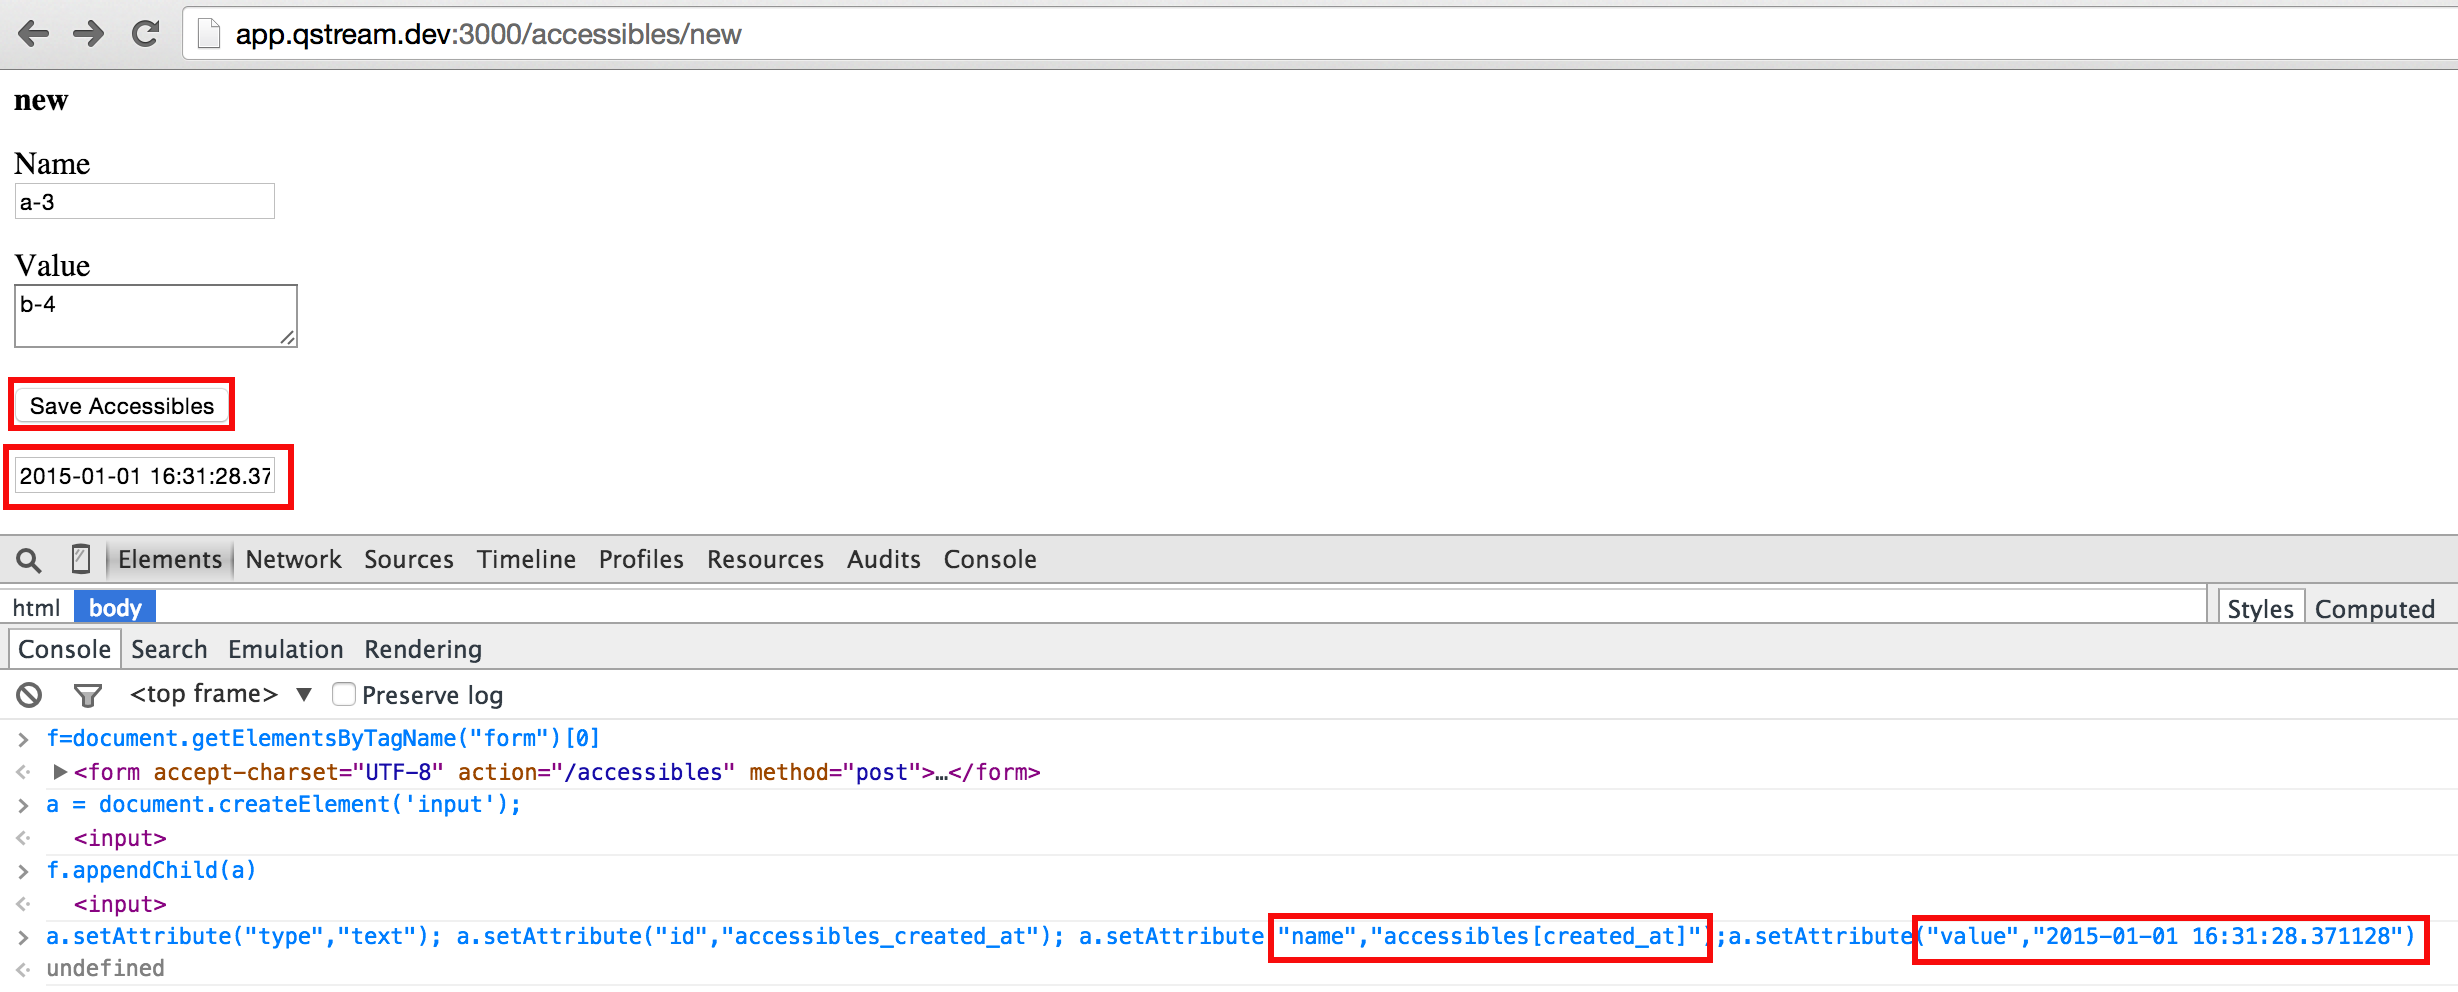 app.qstream.dev:3000/accessibles/new
new
Name
a-3
Value
b-4
Save Accessibles
2015-01-01 16:31:28.37
Elements Network Sources Timeline Profiles Resources Audits Console
html body Styles Computed
Console Search Emulation Rendering
<top frame> ▼ Preserve log
> f=document.getElementsByTagName("form")[0]
<form accept-charset="UTF-8" action="/accessibles" method="post">…</form>
> a = document.createElement('input');
<input>
> f.appendChild(a)
<input>
> a.setAttribute("type","text"); a.setAttribute("id","accessibles_created_at"); a.setAttribute("name","accessibles[created_at]");a.setAttribute("value","2015-01-01 16:31:28.371128")
undefined